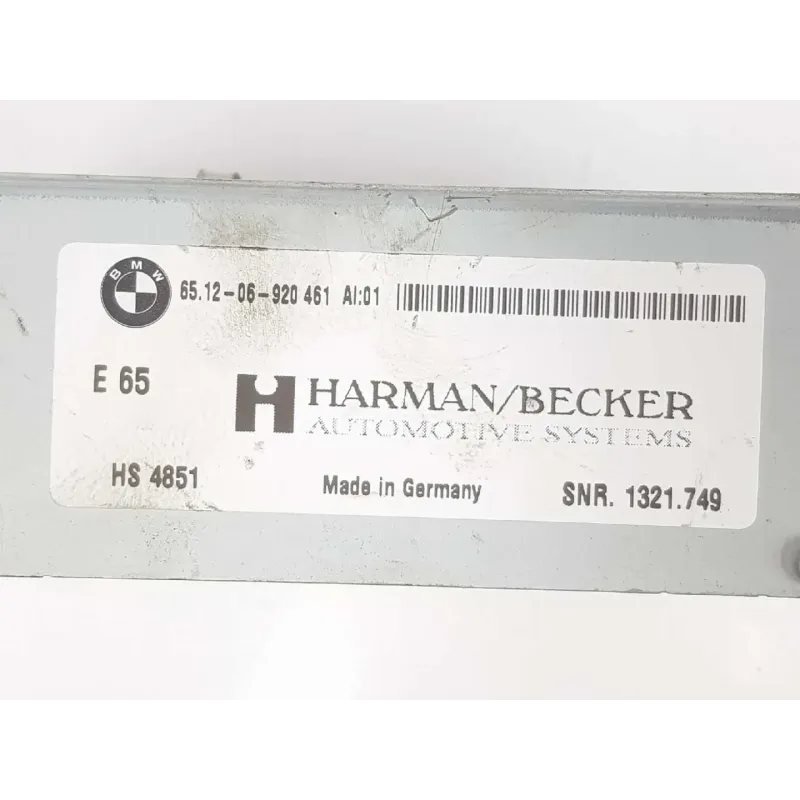 BMW
65.12-06-920 461 AI:01
E 65
HARMAN/BECKER
AUTOMOTIVE SYSTEMS
HS 4851
Made in Germany
SNR. 1321.749